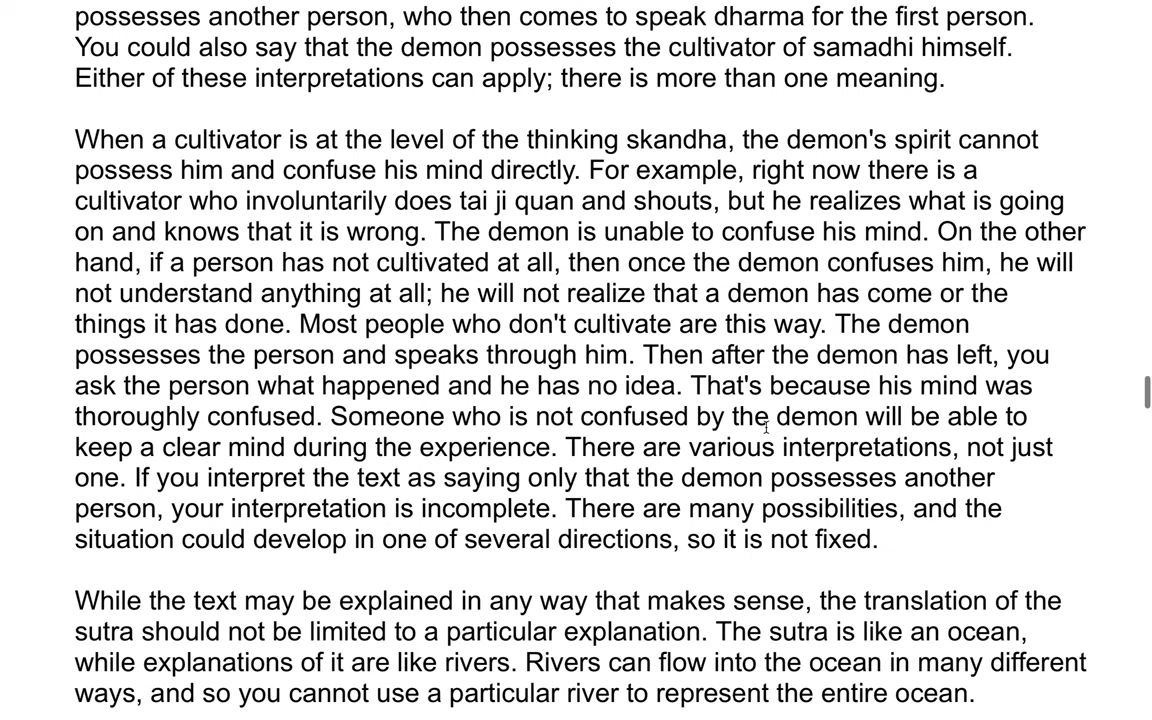 possesses another person, who then comes to speak dharma for the first person.
You could also say that the demon possesses the cultivator of samadhi himself.
Either of these interpretations can apply; there is more than one meaning.
When a cultivator is at the level of the thinking skandha, the demon's spirit cannot
possess him and confuse his mind directly. For example, right now there is a
cultivator who involuntarily does tai ji quan and shouts, but he realizes what is going
on and knows that it is wrong. The demon is unable to confuse his mind. On the other
hand, if a person has not cultivated at all, then once the demon confuses him, he will
not understand anything at all; he will not realize that a demon has come or the
things it has done. Most people who don't cultivate are this way. The demon
possesses the person and speaks through him. Then after the demon has left, you
ask the person what happened and he has no idea. That's because his mind was
thoroughly confused. Someone who is not confused by the demon will be able to
keep a clear mind during the experience. There are various interpretations, not just
one. If you interpret the text as saying only that the demon possesses another
person, your interpretation is incomplete. There are many possibilities, and the
situation could develop in one of several directions, so it is not fixed.
While the text may be explained in any way that makes sense, the translation of the
sutra should not be limited to a particular explanation. The sutra is like an ocean,
while explanations of it are like rivers. Rivers can flow into the ocean in many different
ways, and so you cannot use a particular river to represent the entire ocean.